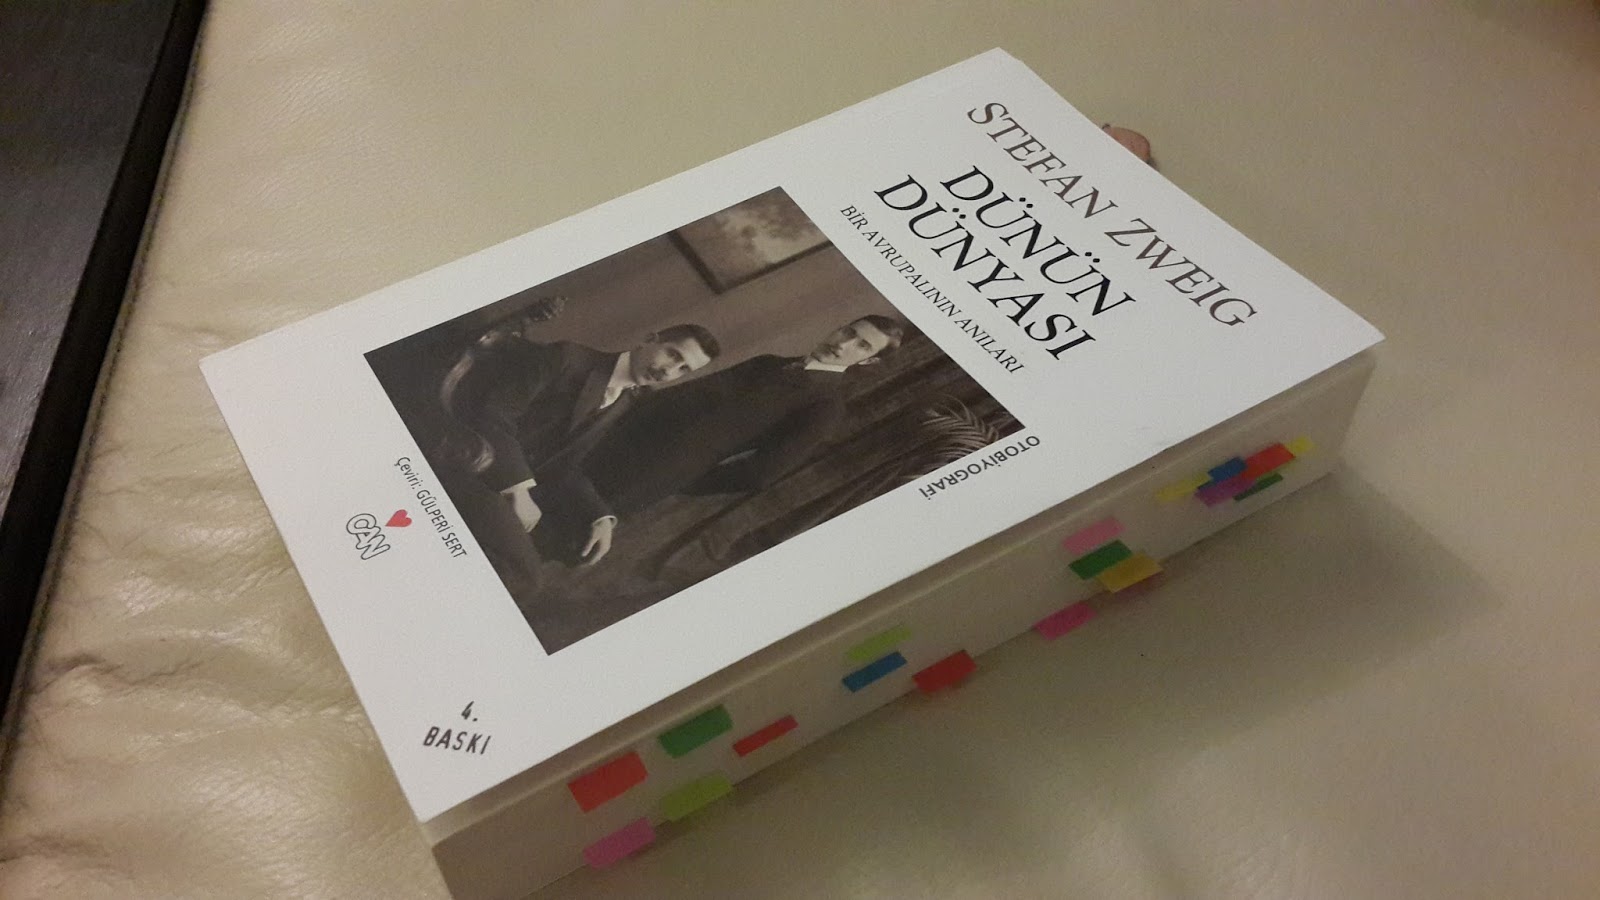 STEFAN ZWEIG
DÜNÜN
DÜNYASI
BİR AVRUPALININ ANILARI
OTOBİYOGRAFİ
Çeviri: GÜLPERİ SERT
CAN
4.
BASKI